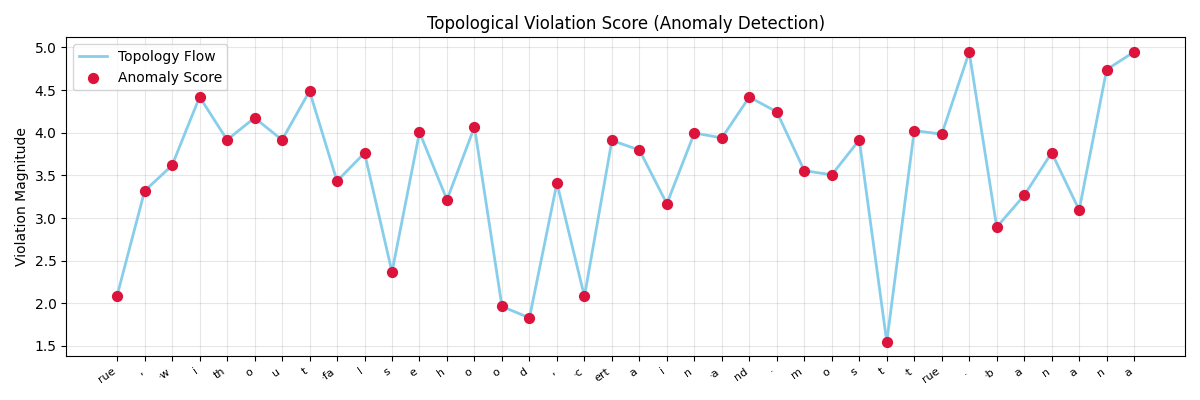 Topological Violation Score (Anomaly Detection)
Topology Flow
Anomaly Score
Violation Magnitude
5.0
4.5
4.0
3.5
3.0
2.5
2.0
1.5
rue , ·w i th o u t ·fa l s e h o o d , ·c ert a i n ·a nd · m o s t ·t rue . ·b a n a n a